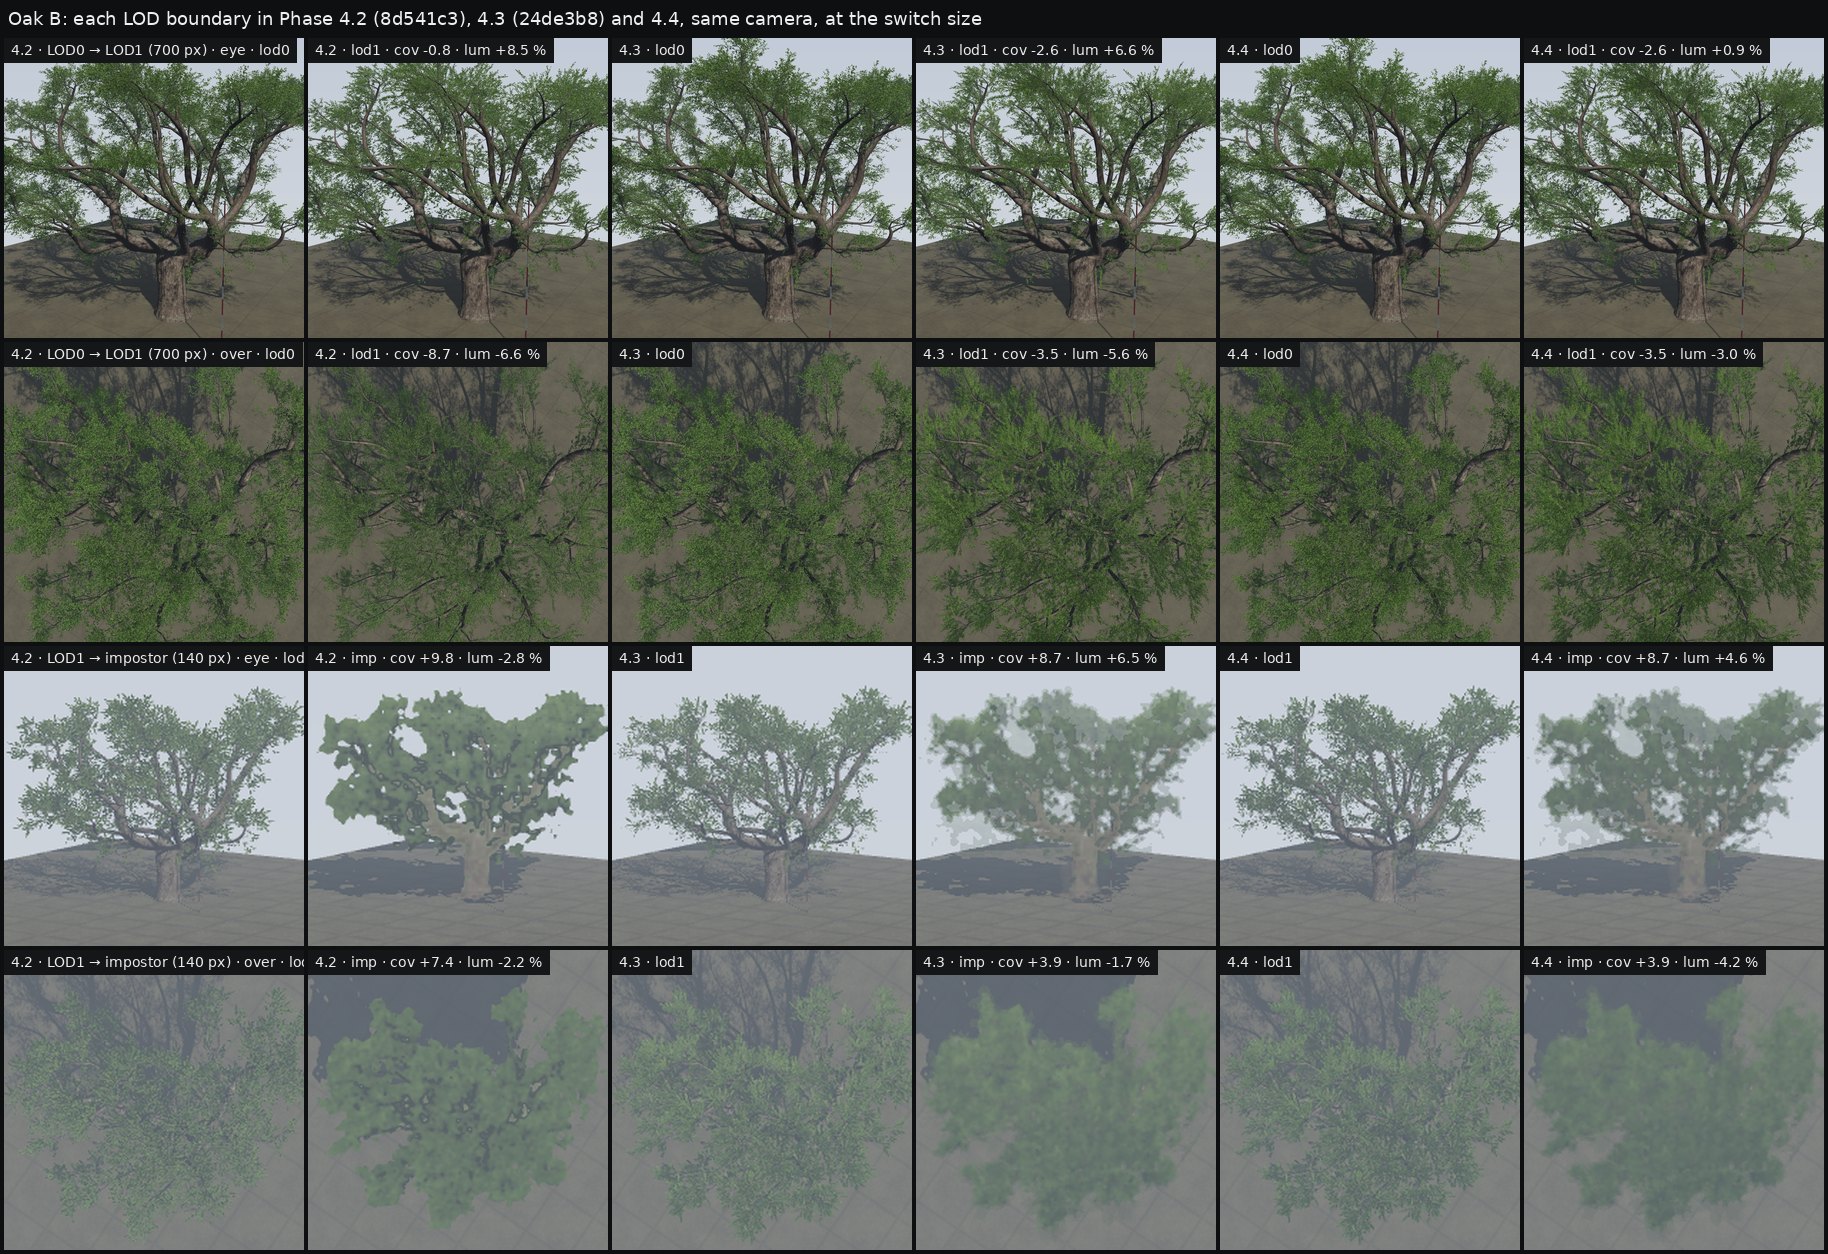 Oak B: each LOD boundary in Phase 4.2 (8d541c3), 4.3 (24de3b8) and 4.4, same camera, at the switch size
4.2 · LOD0 → LOD1 (700 px) · eye · lod0
4.2 · lod1 · cov -0.8 · lum +8.5 %
4.3 · lod0
4.3 · lod1 · cov -2.6 · lum +6.6 %
4.4 · lod0
4.4 · lod1 · cov -2.6 · lum +0.9 %
4.2 · LOD0 → LOD1 (700 px) · over · lod0
4.2 · lod1 · cov -8.7 · lum -6.6 %
4.3 · lod0
4.3 · lod1 · cov -3.5 · lum -5.6 %
4.4 · lod0
4.4 · lod1 · cov -3.5 · lum -3.0 %
4.2 · LOD1 → impostor (140 px) · eye · lod
4.2 · imp · cov +9.8 · lum -2.8 %
4.3 · lod1
4.3 · imp · cov +8.7 · lum +6.5 %
4.4 · lod1
4.4 · imp · cov +8.7 · lum +4.6 %
4.2 · LOD1 → impostor (140 px) · over · lo
4.2 · imp · cov +7.4 · lum -2.2 %
4.3 · lod1
4.3 · imp · cov +3.9 · lum -1.7 %
4.4 · lod1
4.4 · imp · cov +3.9 · lum -4.2 %